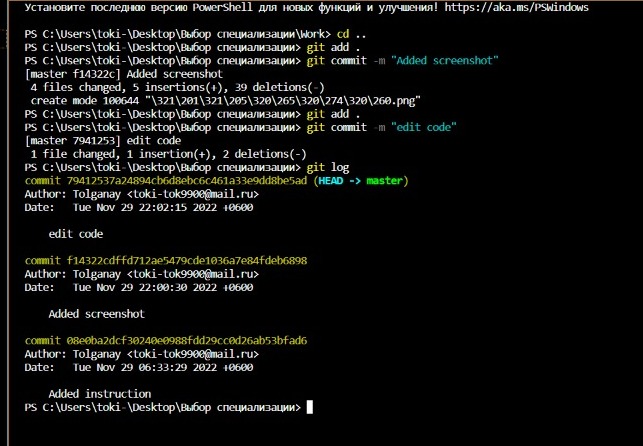 Установите последнюю версию PowerShell для новых функций и улучшения! https://aka.ms/PSWindows
PS C:\Users\toki-\Desktop\Выбор специализации\Work> cd ..
PS C:\Users\toki-\Desktop\Выбор специализации> git add .
PS C:\Users\toki-\Desktop\Выбор специализации> git commit -m "Added screenshot"
[master f14322c] Added screenshot
4 files changed, 5 insertions(+), 39 deletions(-)
create mode 100644 "\321\201\321\205\320\265\320\274\320\260.png"
PS C:\Users\toki-\Desktop\Выбор специализации> git add .
PS C:\Users\toki-\Desktop\Выбор специализации> git commit -m "edit code"
[master 7941253] edit code
1 file changed, 1 insertion(+), 2 deletions(-)
PS C:\Users\toki-\Desktop\Выбор специализации> git log
commit 79412537a24894cb6d8ebc6c461a33e9dd8be5ad (HEAD -> master)
Author: Tolganay <toki-tok9900@mail.ru>
Date: Tue Nov 29 22:02:15 2022 +0600
edit code
commit f14322cdffd712ae5479cde1036a7e84fdeb6898
Author: Tolganay <toki-tok9900@mail.ru>
Date: Tue Nov 29 22:00:30 2022 +0600
Added screenshot
commit 08e0ba2dcf30240e0988fdd29cc0d26ab53bfad6
Author: Tolganay <toki-tok9900@mail.ru>
Date: Tue Nov 29 06:33:29 2022 +0600
Added instruction
PS C:\Users\toki-\Desktop\Выбор специализации>